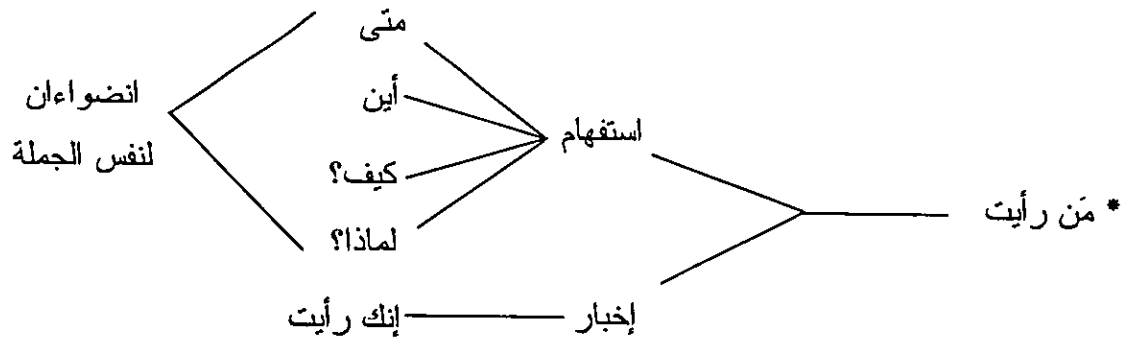 * مَن رأيت
استفهام
متى
أين
كيف؟
لماذا؟
إخبار
إنك رأيت
انضواءان
لنفس الجملة